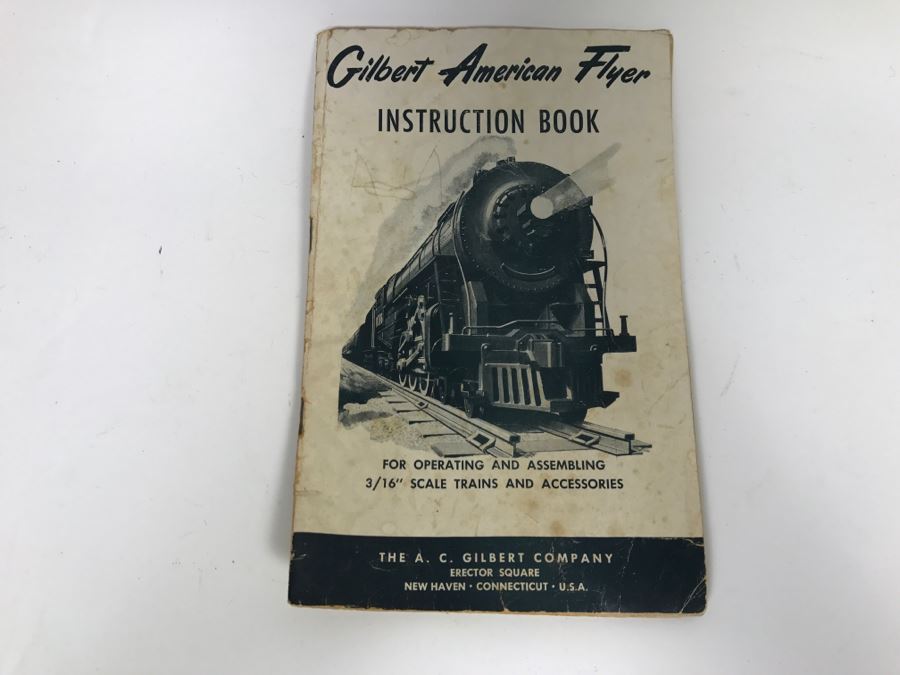 Gilbert American Flyer
INSTRUCTION BOOK
FOR OPERATING AND ASSEMBLING
3/16" SCALE TRAINS AND ACCESSORIES
THE A. C. GILBERT COMPANY
ERECTOR SQUARE
NEW HAVEN · CONNECTICUT · U.S.A.